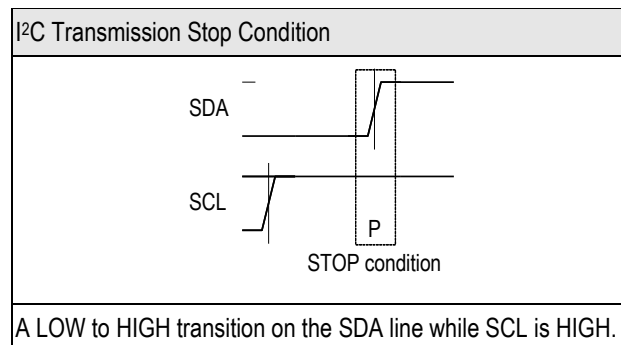 I²C Transmission Stop Condition
SDA
SCL
P
STOP condition
A LOW to HIGH transition on the SDA line while SCL is HIGH.